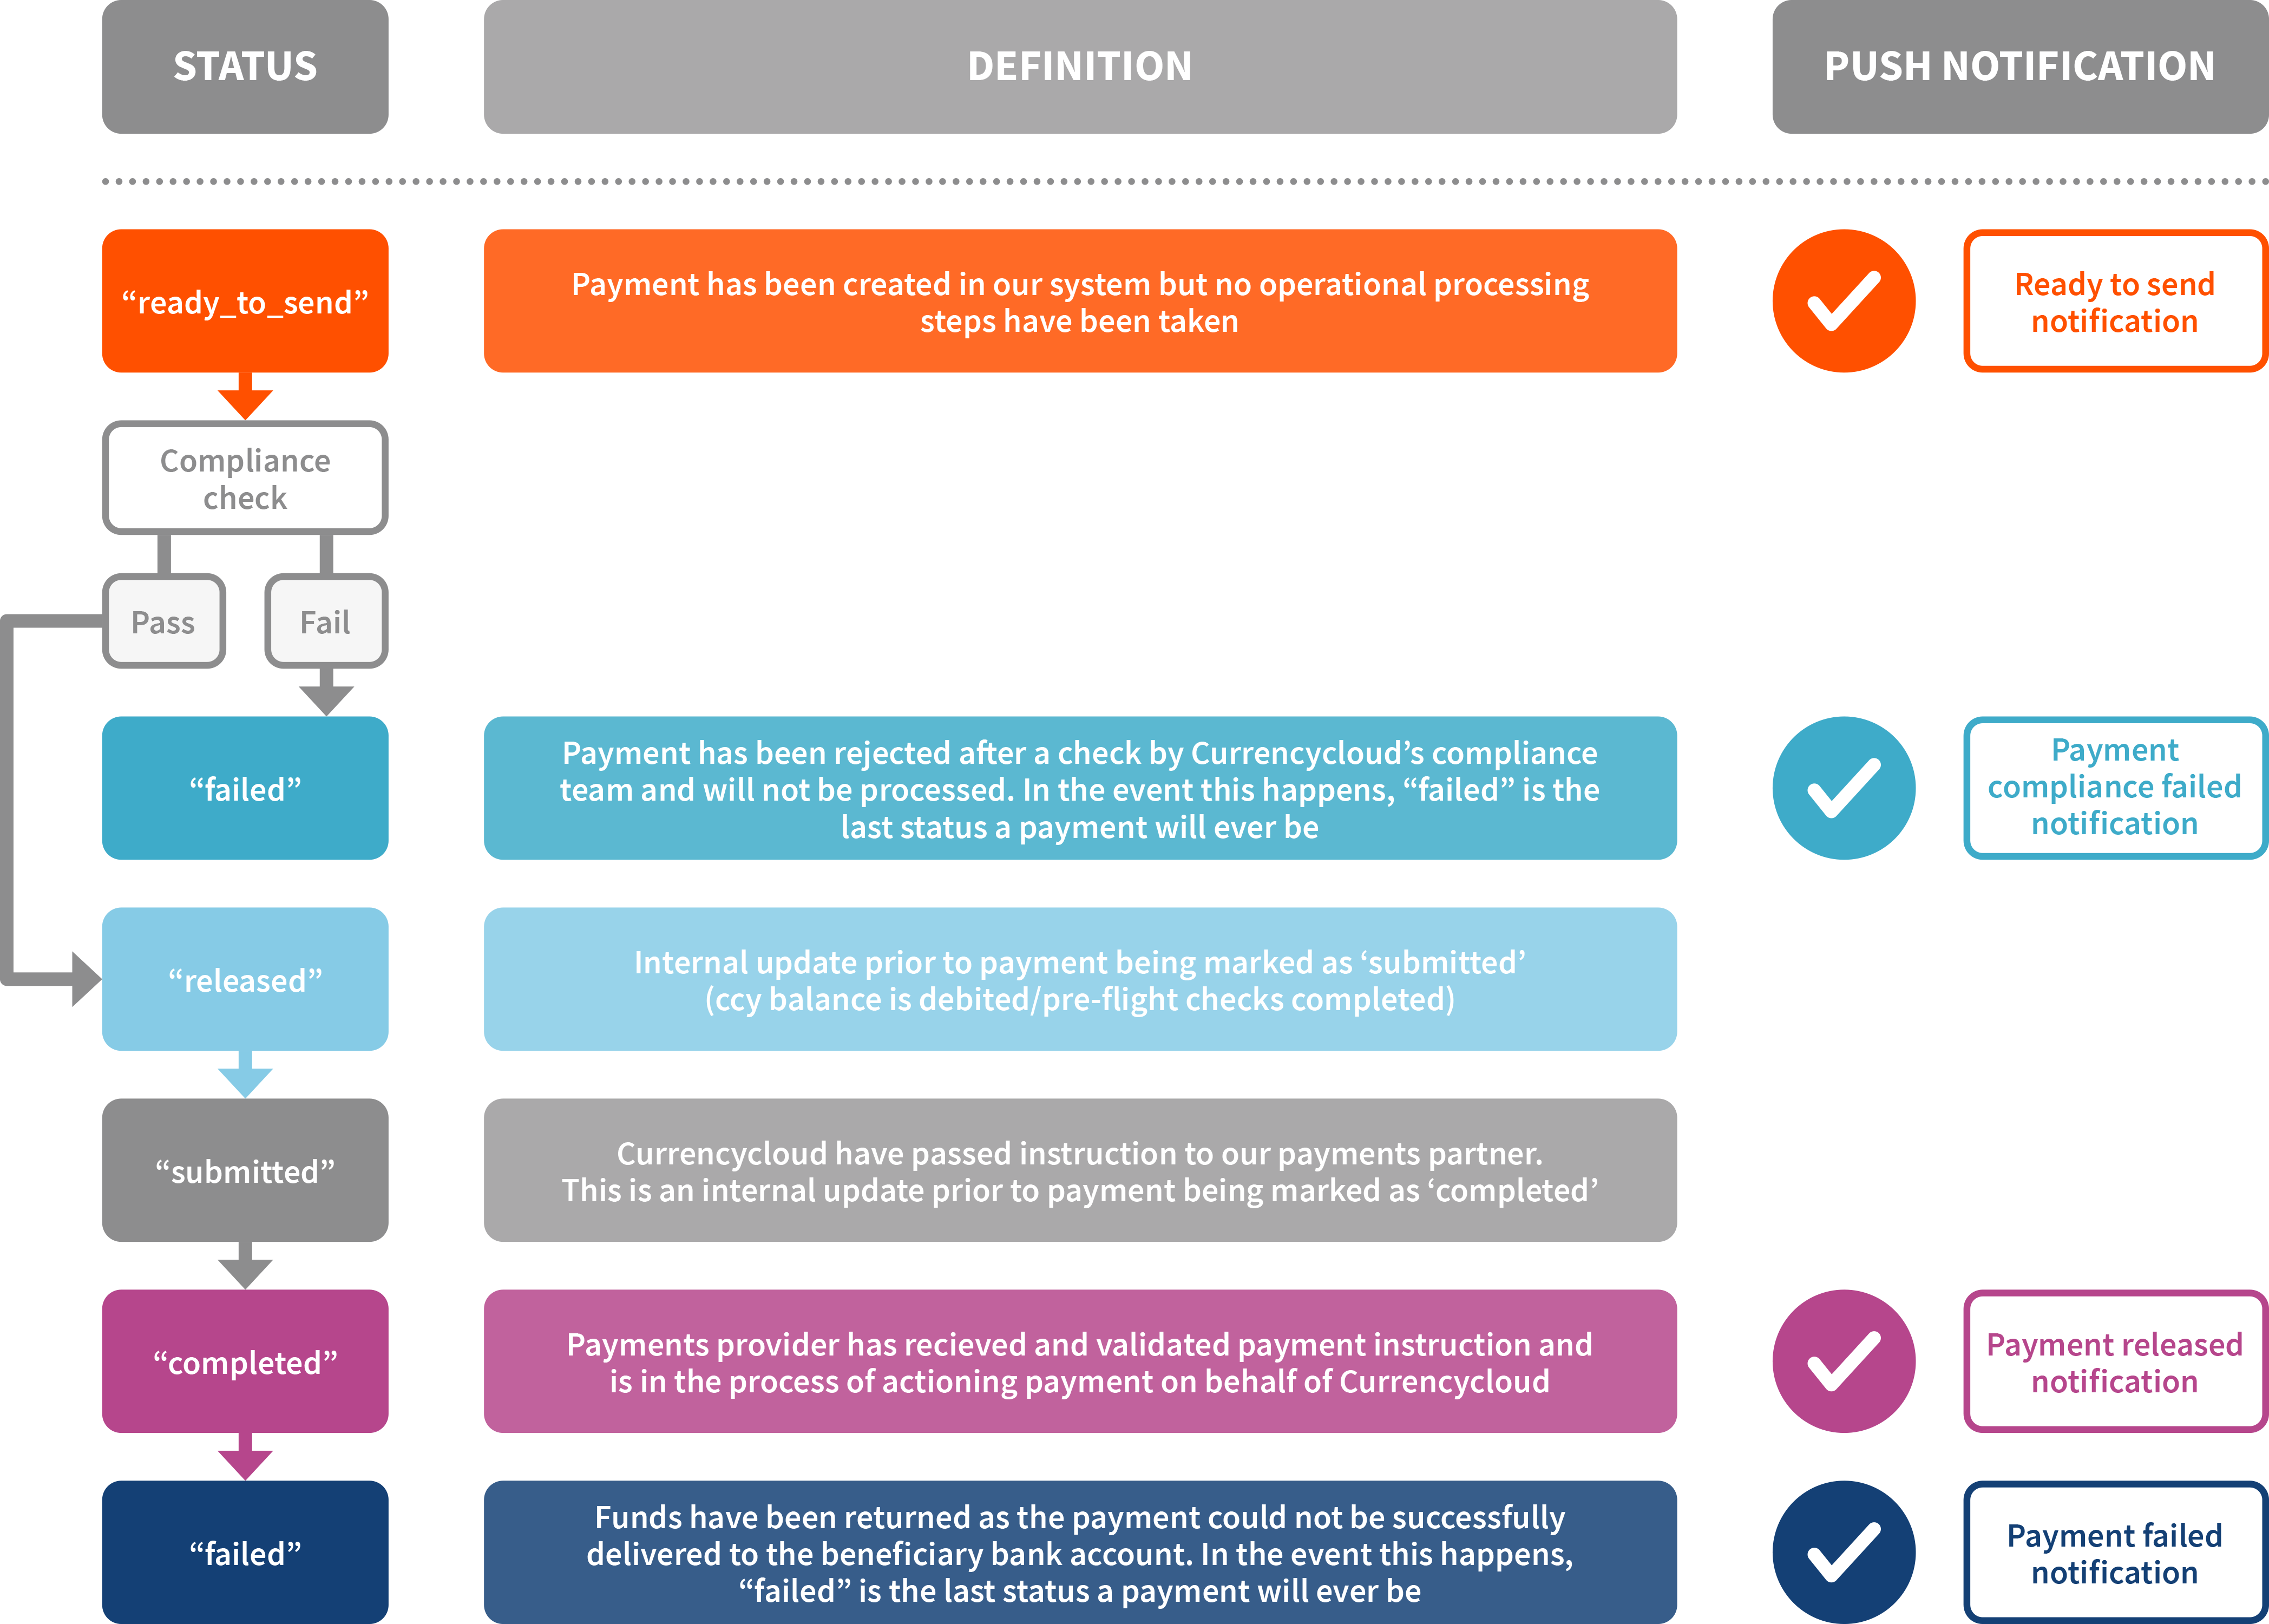 STATUS
DEFINITION
PUSH NOTIFICATION
“ready_to_send”
Payment has been created in our system but no operational processing
steps have been taken
Ready to send
notification
Compliance
check
Pass
Fail
“failed”
Payment has been rejected after a check by Currencycloud’s compliance
team and will not be processed. In the event this happens, “failed” is the
last status a payment will ever be
Payment
compliance failed
notification
“released”
Internal update prior to payment being marked as ‘submitted’
(ccy balance is debited/pre-flight checks completed)
“submitted”
Currencycloud have passed instruction to our payments partner.
This is an internal update prior to payment being marked as ‘completed’
“completed”
Payments provider has recieved and validated payment instruction and
is in the process of actioning payment on behalf of Currencycloud
Payment released
notification
“failed”
Funds have been returned as the payment could not be successfully
delivered to the beneficiary bank account. In the event this happens,
“failed” is the last status a payment will ever be
Payment failed
notification